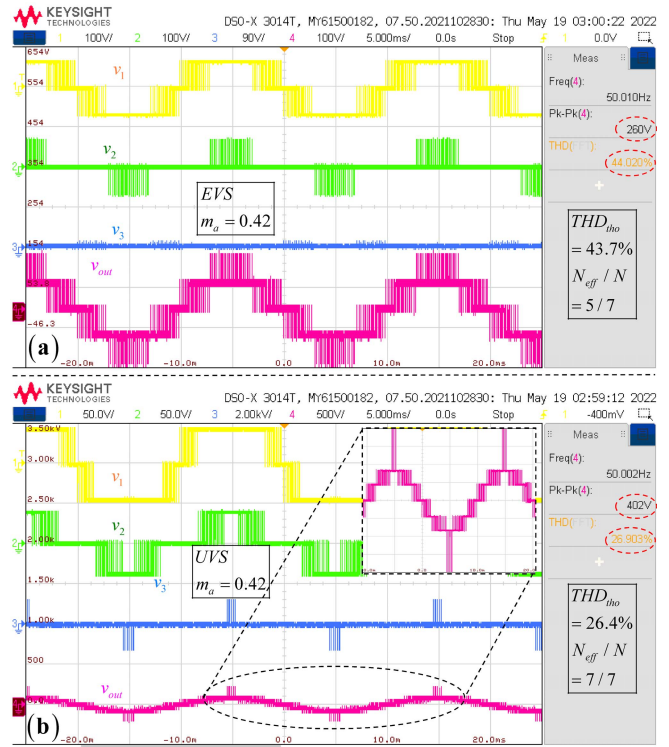 KEYSIGHT
TECHNOLOGIES
DSO-X 3014T, MY61500182, 07.50.2021102830: Thu May 19 03:00:22 2022
1 100V/ 2 100V/ 3 90V/ 4 100V/ 5.000ms/ 0.0s Stop 1 0.0V
654V
v1
554
454
v2
354
254
EVS
ma = 0.42
v3
154
vout
-46.3
(a)
-20.0m -10.0m 0.0 10.0m 20.0ms
Meas
Freq(4):
50.010Hz
Pk-Pk(4):
260V
THD(FFT):
44.020%
THDtho
= 43.7%
Neff / N
= 5 / 7
KEYSIGHT
TECHNOLOGIES
DSO-X 3014T, MY61500182, 07.50.2021102830: Thu May 19 02:59:12 2022
1 50.0V/ 2 50.0V/ 3 2.00kV/ 4 500V/ 5.000ms/ 0.0s Stop 1 -400mV
3.50kV
3.00k
v1
2.50k
v2
2.00k
UVS
ma = 0.42
1.50k
v3
1.00k
500
vout
(b)
-20.0m -10.0m 0.0 10.0m 20.0ms
Meas
Freq(4):
50.002Hz
Pk-Pk(4):
402V
THD(FFT):
26.903%
THDtho
= 26.4%
Neff / N
= 7 / 7